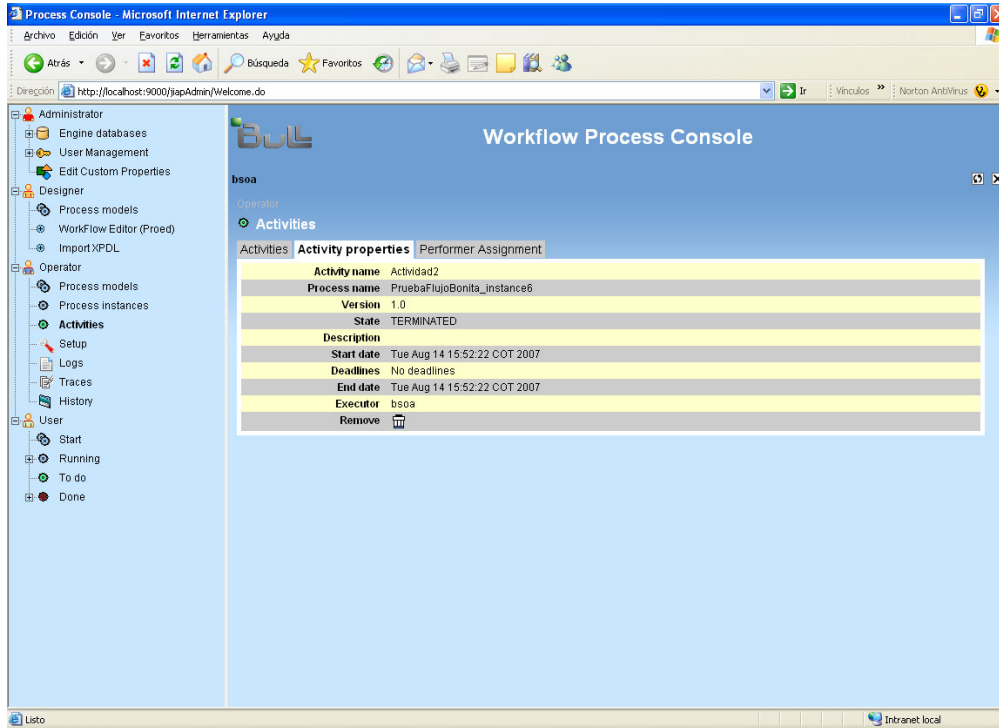 Process Console - Microsoft Internet Explorer
Archivo Edición Ver Favoritos Herramientas Ayuda
Atrás Búsqueda Favoritos
Dirección http://localhost:9000/jiapAdmin/Welcome.do Ir Vínculos » Norton AntiVirus
Administrator
Engine databases
User Management
Edit Custom Properties
Designer
Process models
WorkFlow Editor (Proed)
Import XPDL
Operator
Process models
Process instances
Activities
Setup
Logs
Traces
History
User
Start
Running
To do
Done
Bull
Workflow Process Console
bsoa
Operator
Activities
Activities Activity properties Performer Assignment
Activity name Actividad2
Process name PruebaFlujoBonita_instance6
Version 1.0
State TERMINATED
Description
Start date Tue Aug 14 15:52:22 COT 2007
Deadlines No deadlines
End date Tue Aug 14 15:52:22 COT 2007
Executor bsoa
Remove
Listo Intranet local